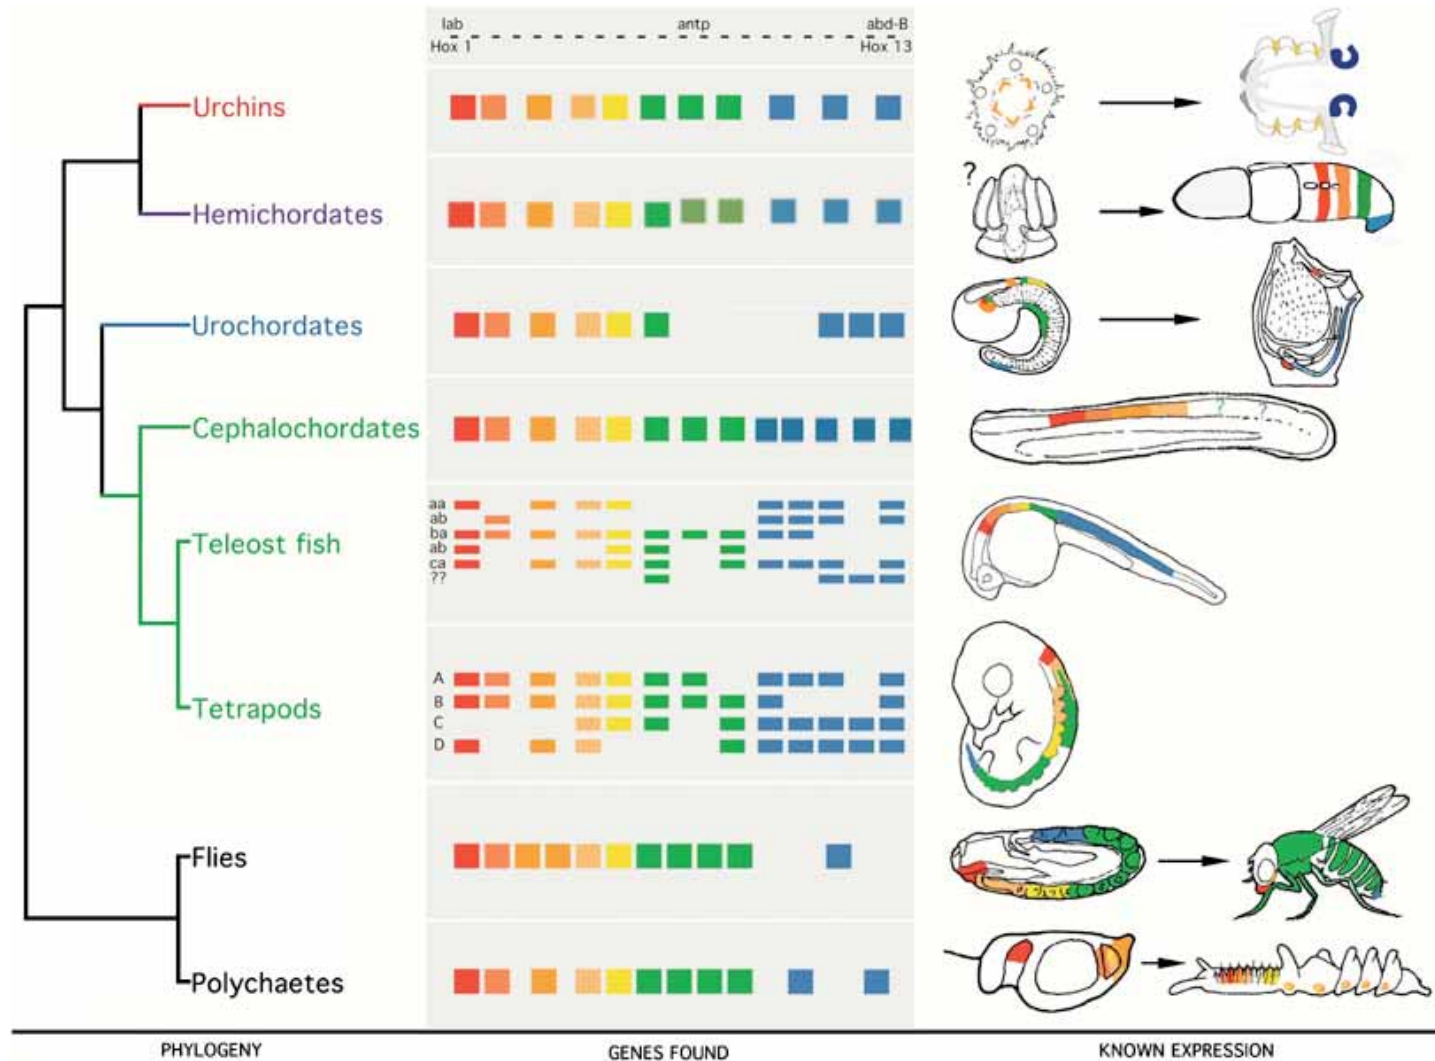 lab antp abd-B
Hox 1 Hox 13
Urchins
Hemichordates
?
Urochordates
Cephalochordates
? ?
aa
ab
ba
ab
ca
??
Teleost fish
A
B
C
D
Tetrapods
Flies
Polychaetes
PHYLOGENY GENES FOUND KNOWN EXPRESSION